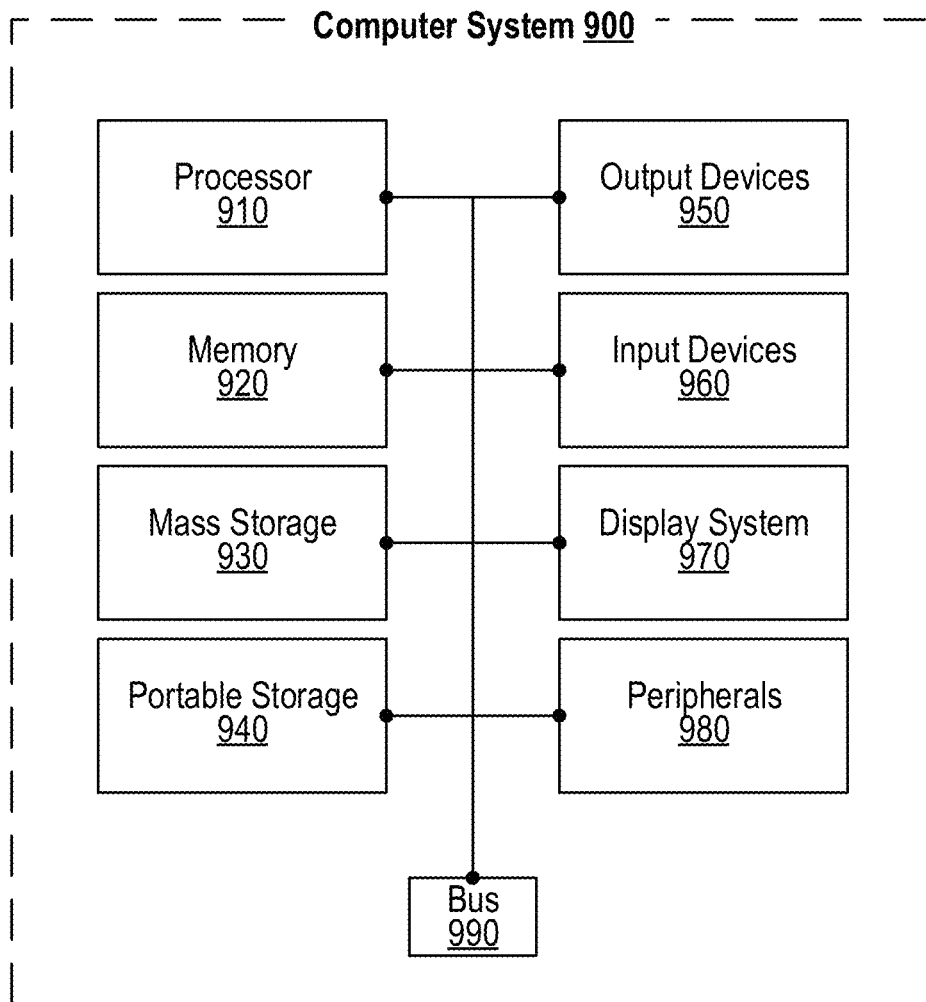 Computer System 900
Processor
910
Output Devices
950
Memory
920
Input Devices
960
Mass Storage
930
Display System
970
Portable Storage
940
Peripherals
980
Bus
990